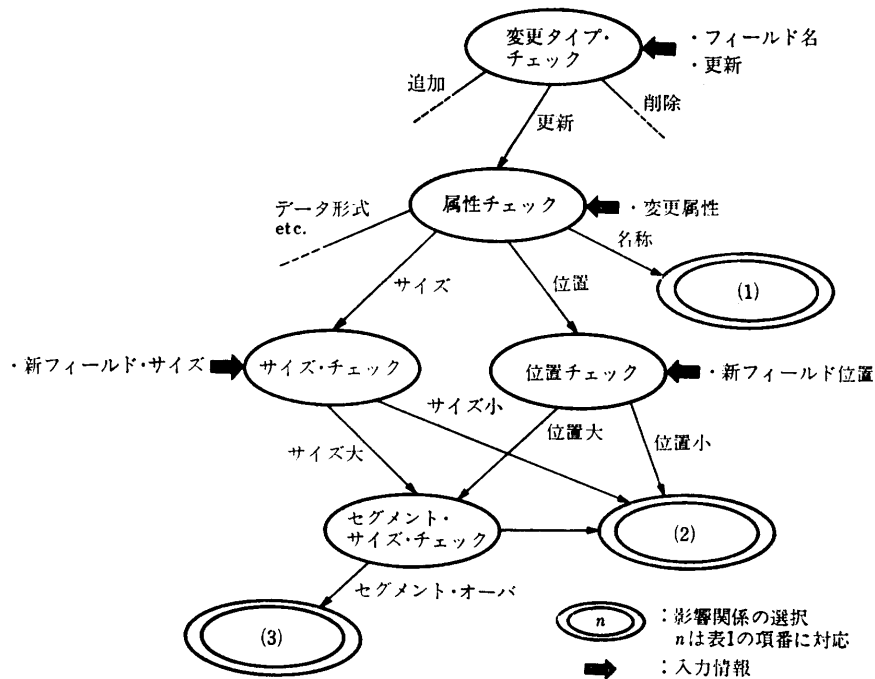 変更タイプ・
チェック
・フィールド名
・更新
追加
更新
削除
データ形式
etc.
属性チェック
・変更属性
名称
(1)
サイズ
位置
・新フィールド・サイズ
サイズ・チェック
位置チェック
・新フィールド位置
サイズ小
サイズ大
位置大
位置小
セグメント・
サイズ・チェック
(2)
セグメント・オーバ
(3)
n
:影響関係の選択
nは表1の項番に対応
:入力情報